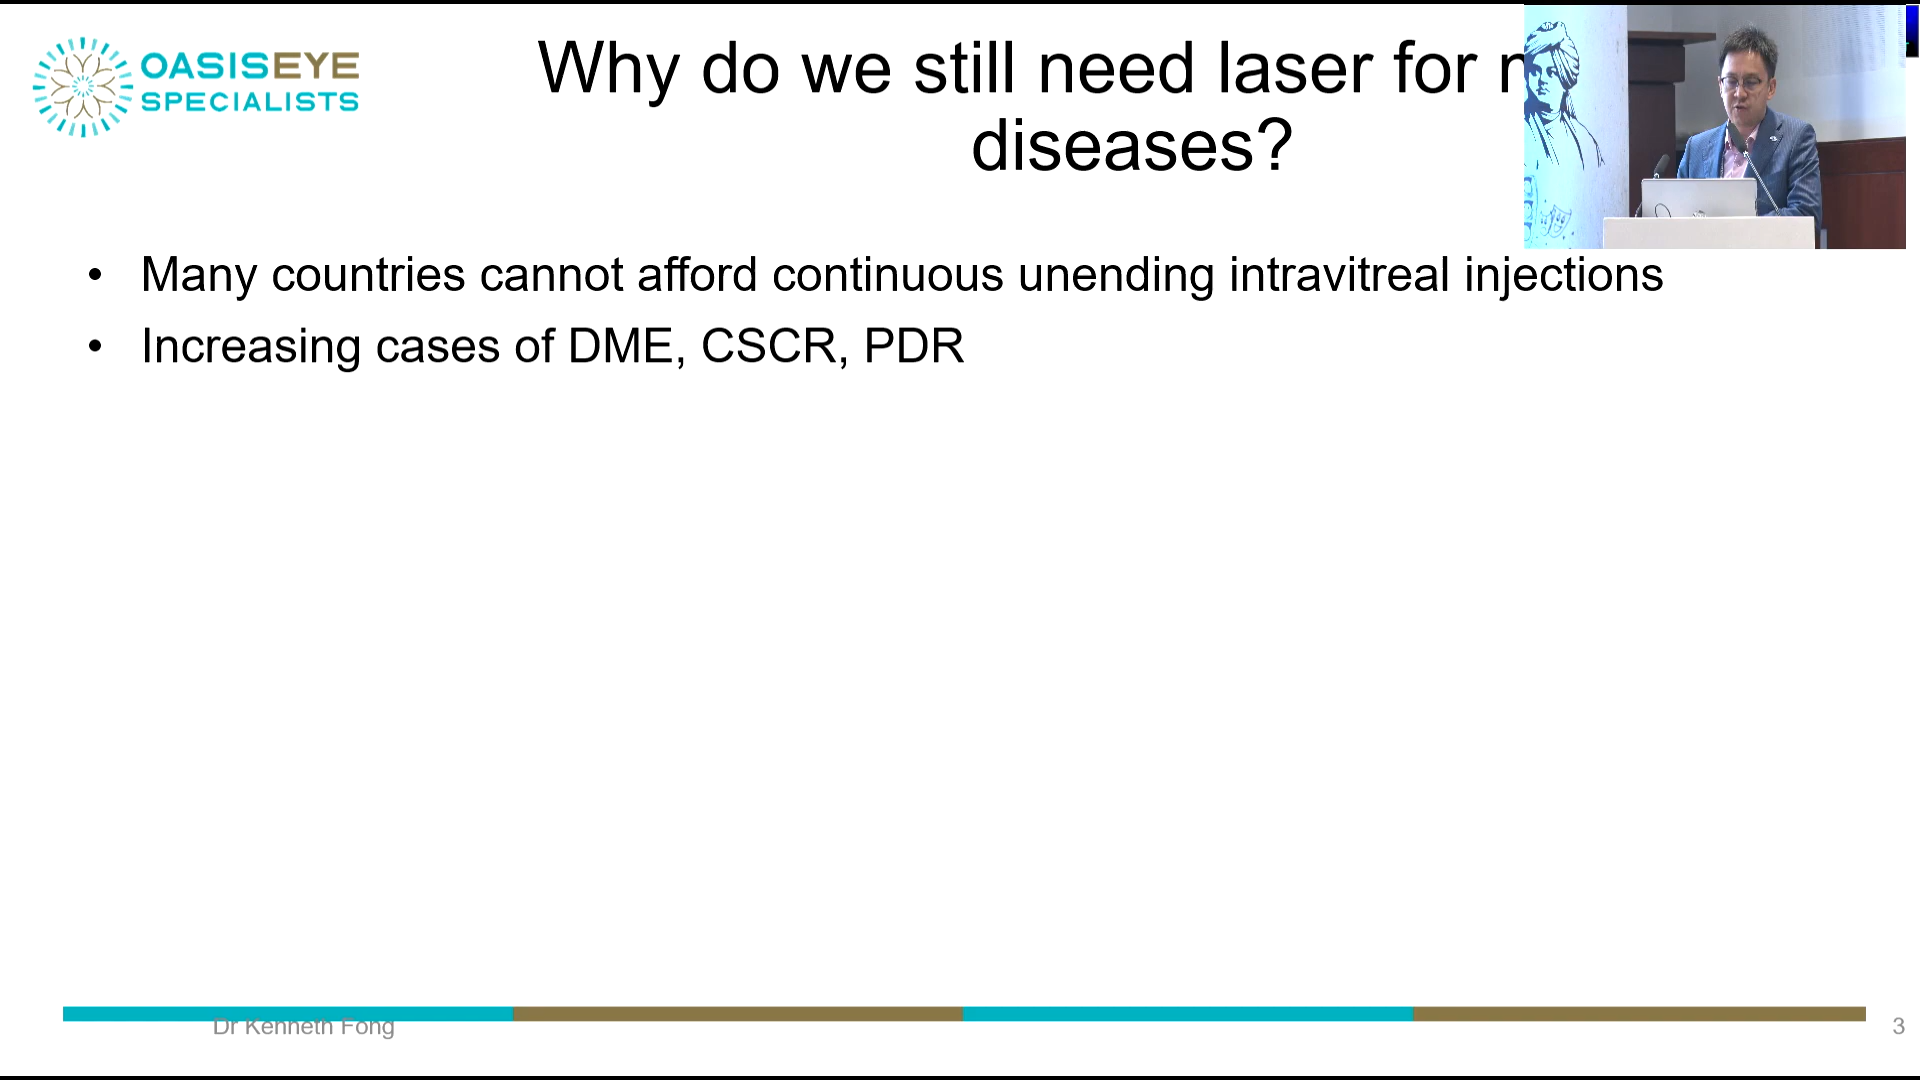 OASISEYE
SPECIALISTS
Why do we still need laser for
diseases?
• Many countries cannot afford continuous unending intravitreal injections
• Increasing cases of DME, CSCR, PDR
Dr Kenneth Fong
3